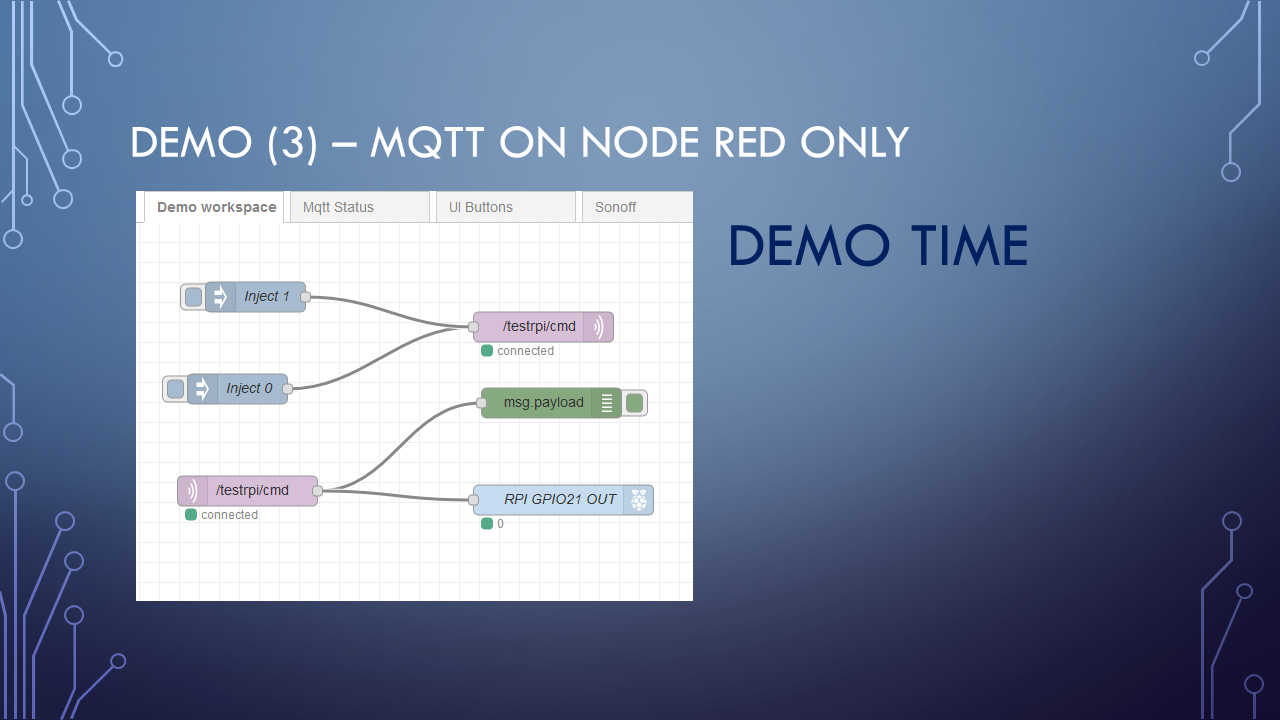 DEMO (3) – MQTT ON NODE RED ONLY
Demo workspace
Mqtt Status
UI Buttons
Sonoff
DEMO TIME
Inject 1
/testrpi/cmd
connected
Inject 0
msg.payload
/testrpi/cmd
connected
RPI GPIO21 OUT
0